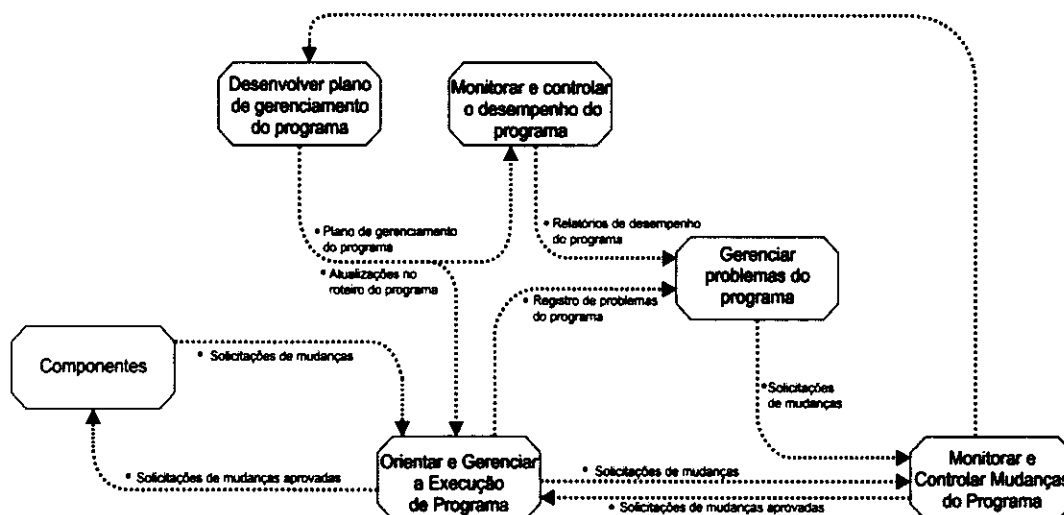 Desenvolver plano
de gerenciamento
do programa
Monitorar e controlar
o desempenho do
programa
• Plano de gerenciamento
do programa
• Atualizações no
roteiro do programa
• Relatórios de desempenho
do programa
Gerenciar
problemas do
programa
• Registro de problemas
do programa
Componentes
• Solicitações de mudanças
• Solicitações
de mudanças
• Solicitações de mudanças aprovadas
Orientar e Gerenciar
a Execução
de Programa
• Solicitações de mudanças
• Solicitações de mudanças aprovadas
Monitorar e
Controlar Mudanças
do Programa